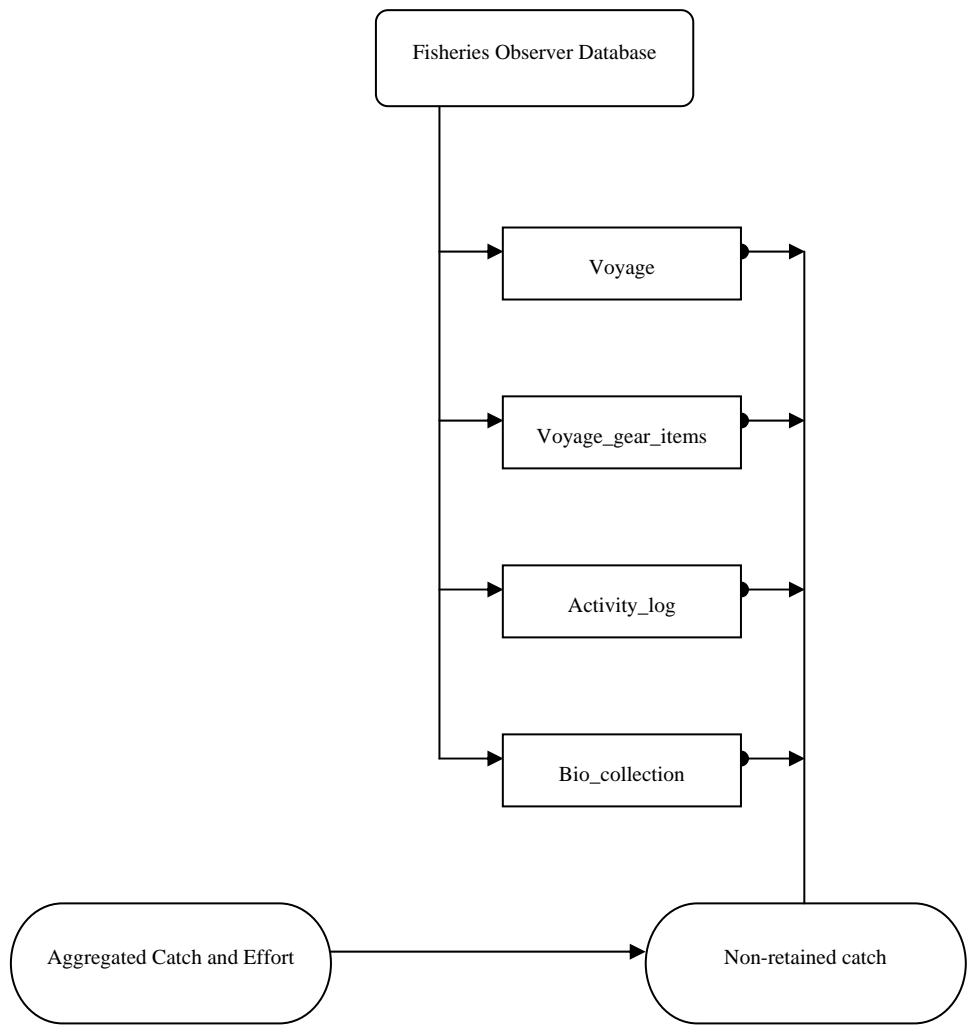 Fisheries Observer Database
Voyage
Voyage_gear_items
Activity_log
Bio_collection
Aggregated Catch and Effort
Non-retained catch